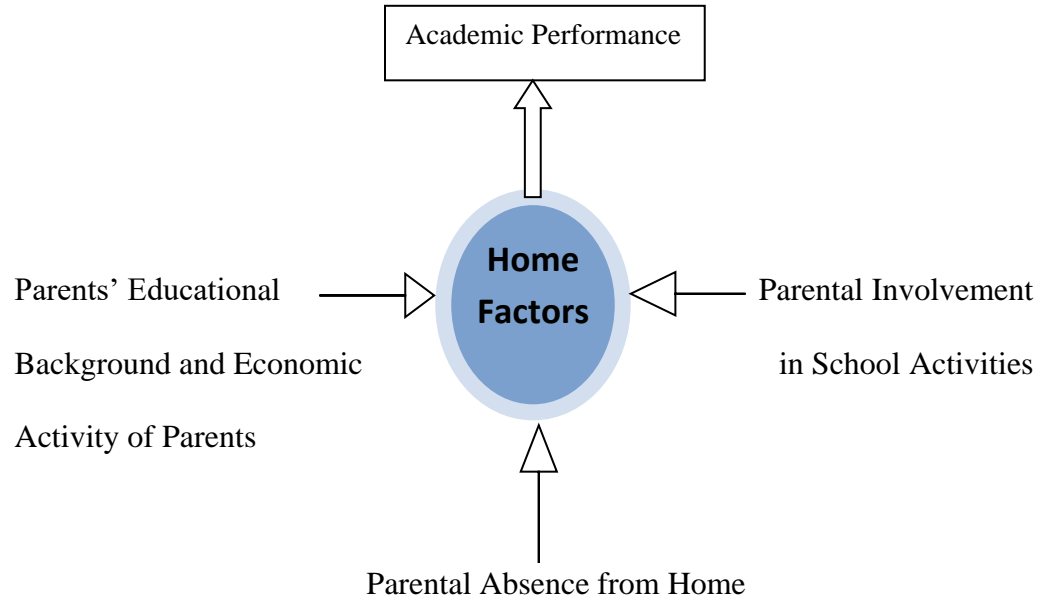 Academic Performance
Home
Factors
Parents’ Educational
Background and Economic
Activity of Parents
Parental Involvement
in School Activities
Parental Absence from Home